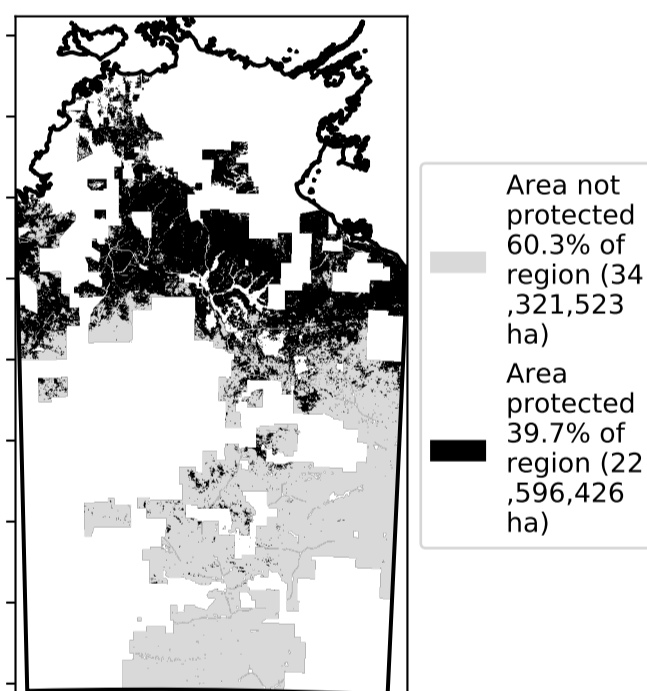 Area not
protected
60.3% of
region (34
,321,523
ha)
Area
protected
39.7% of
region (22
,596,426
ha)